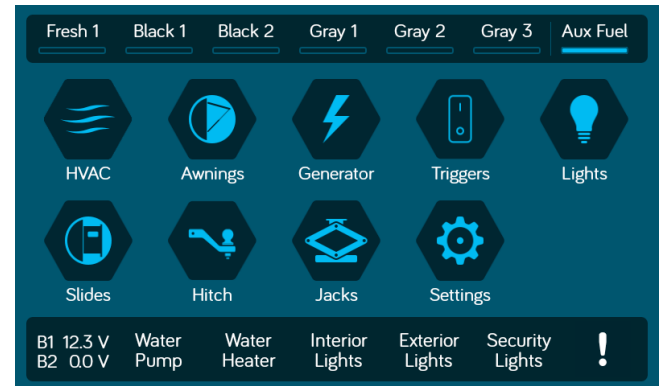 Fresh 1 Black 1 Black 2 Gray 1 Gray 2 Gray 3 Aux Fuel
HVAC Awnings Generator Triggers Lights
Slides Hitch Jacks Settings
B1 12.3 V Water Water Interior Exterior Security !
B2 0.0 V Pump Heater Lights Lights Lights